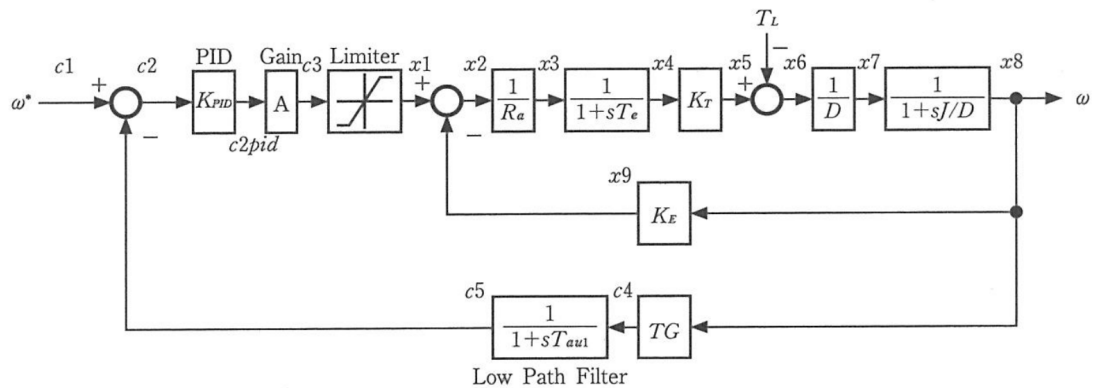 T_L
PID Gain Limiter
c1 c2 c3 x1 x2 x3 x4 x5 x6 x7 x8
ω* + K_PID A + 1/R_a 1/(1+sT_e) K_T + − 1/D 1/(1+sJ/D) ω
− c2pid −
x9
K_E
c5 c4
1/(1+sT_au1) TG
Low Path Filter